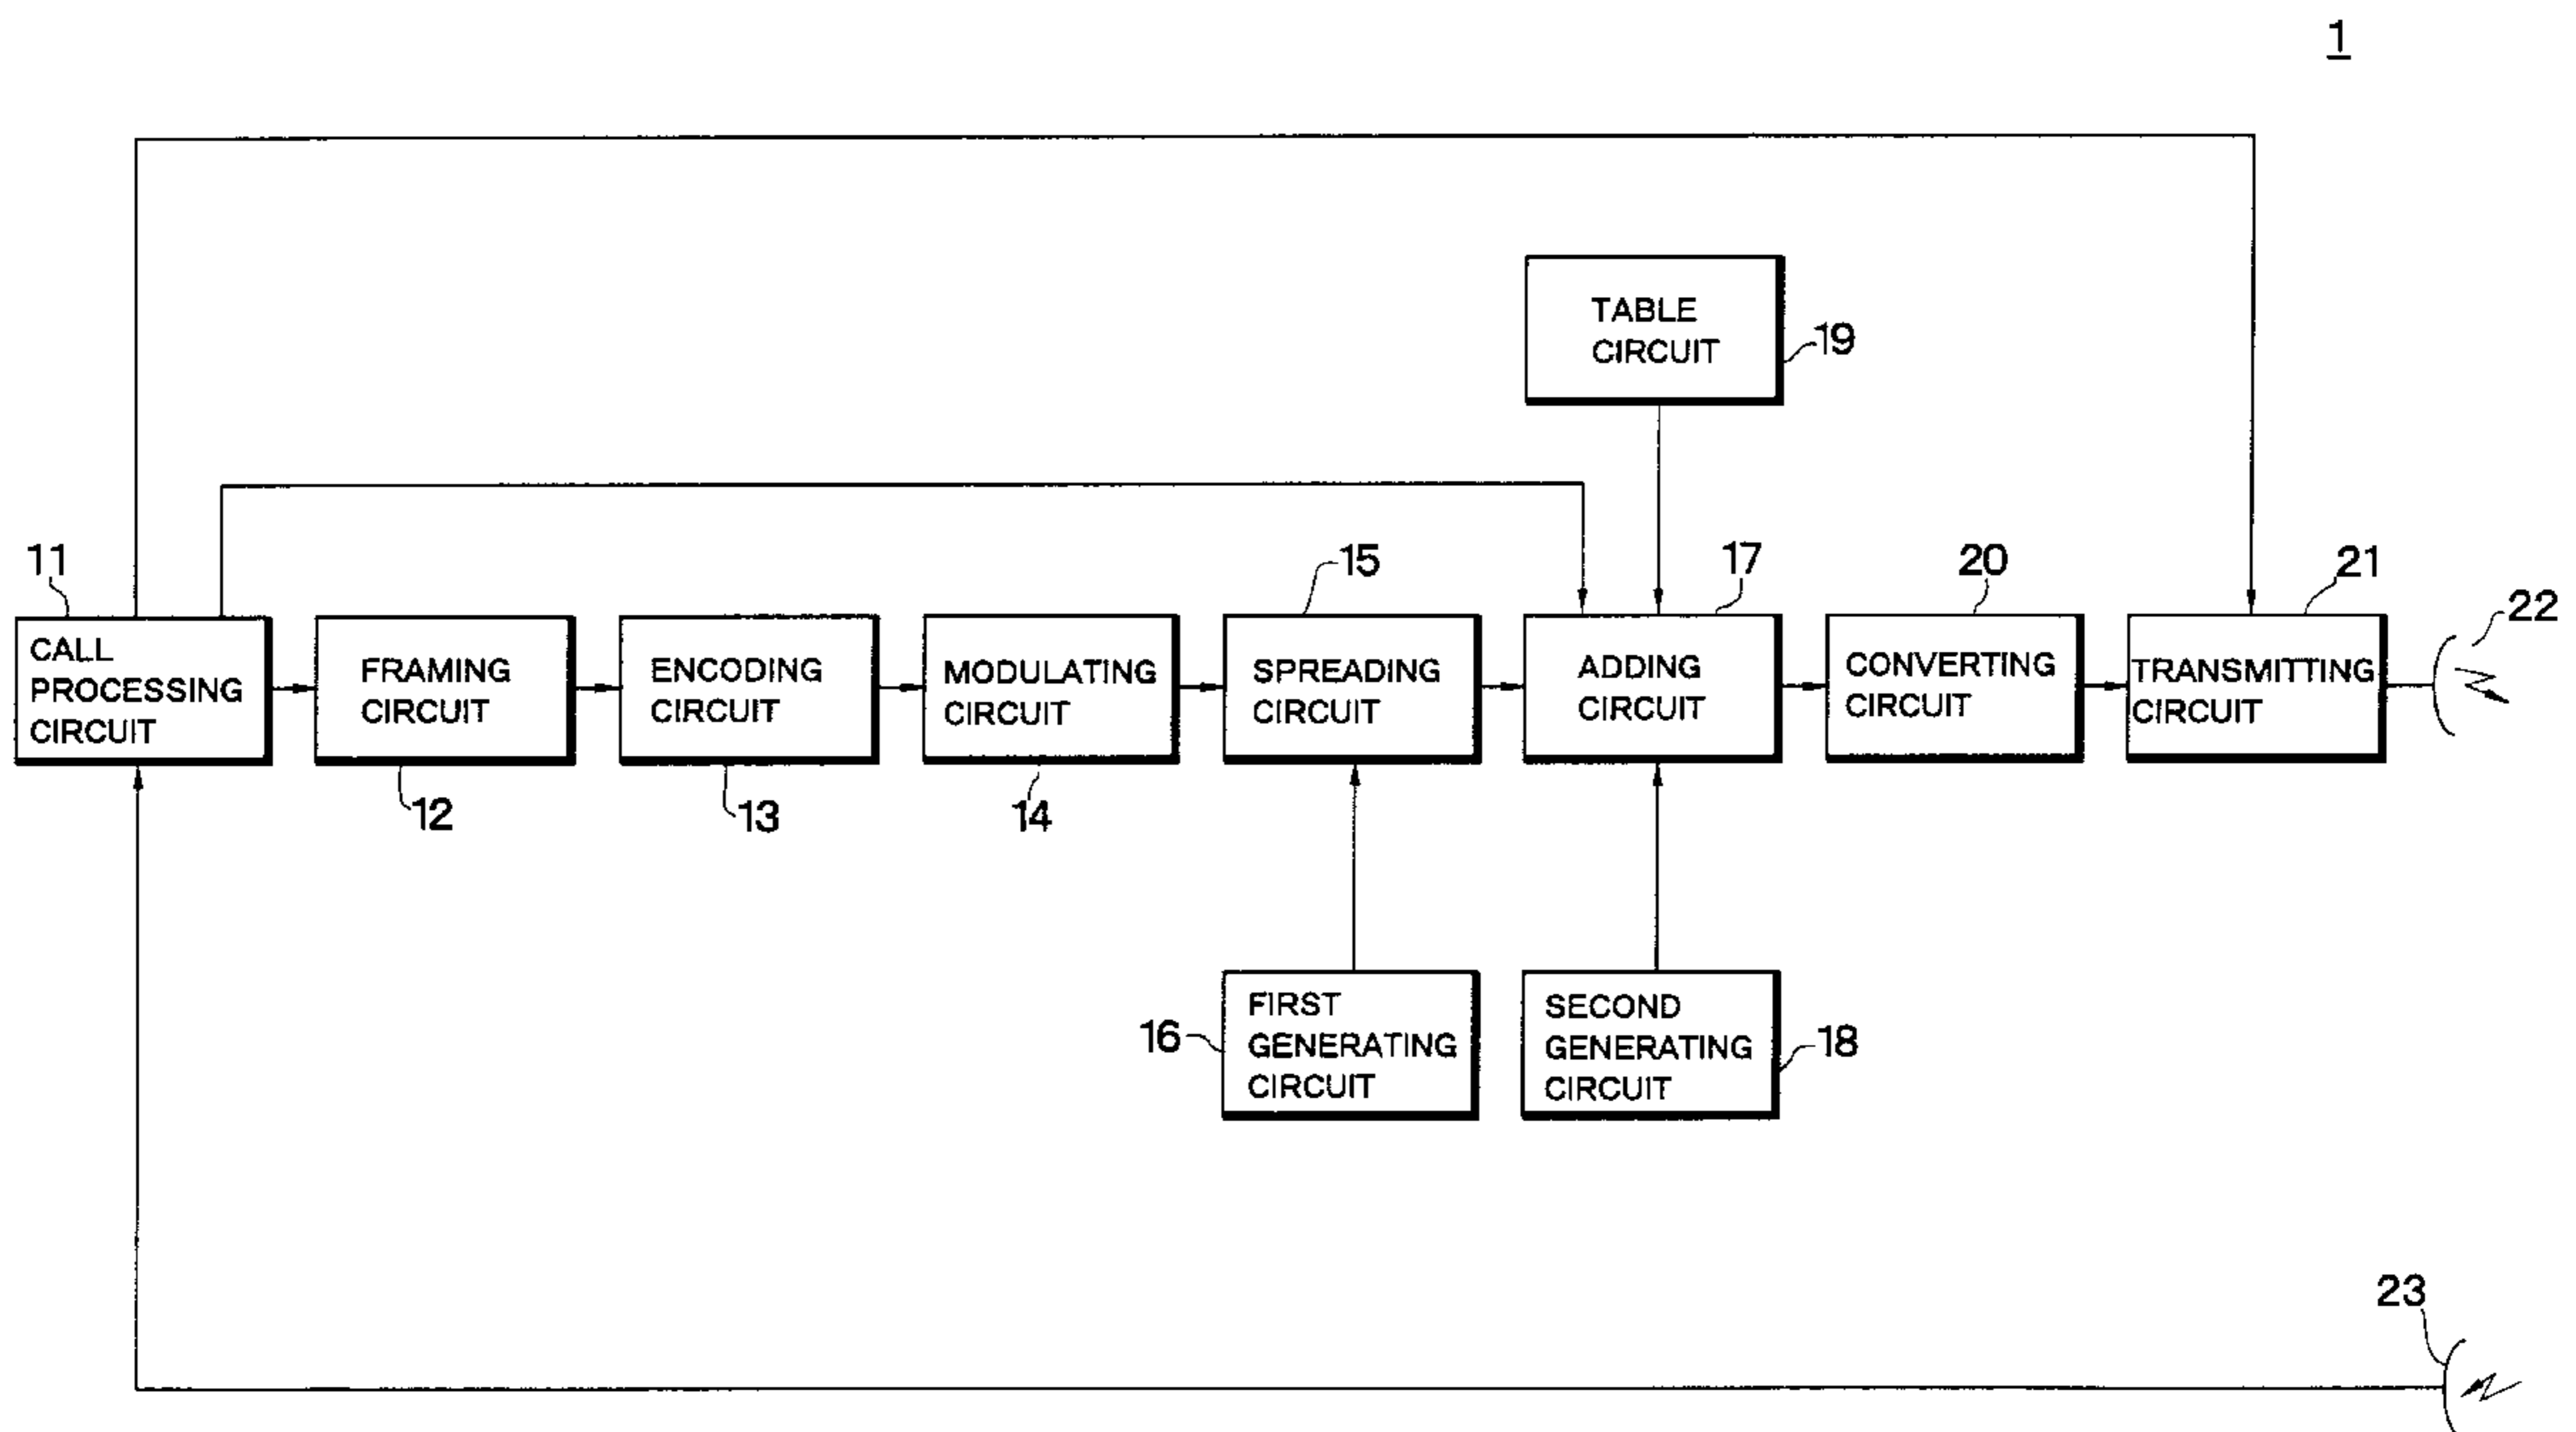 1
TABLE
CIRCUIT
19
11
15
17
20
21
22
CALL
PROCESSING
CIRCUIT
FRAMING
CIRCUIT
ENCODING
CIRCUIT
MODULATING
CIRCUIT
SPREADING
CIRCUIT
ADDING
CIRCUIT
CONVERTING
CIRCUIT
TRANSMITTING
CIRCUIT
12
13
14
16
FIRST
GENERATING
CIRCUIT
SECOND
GENERATING
CIRCUIT
18
23